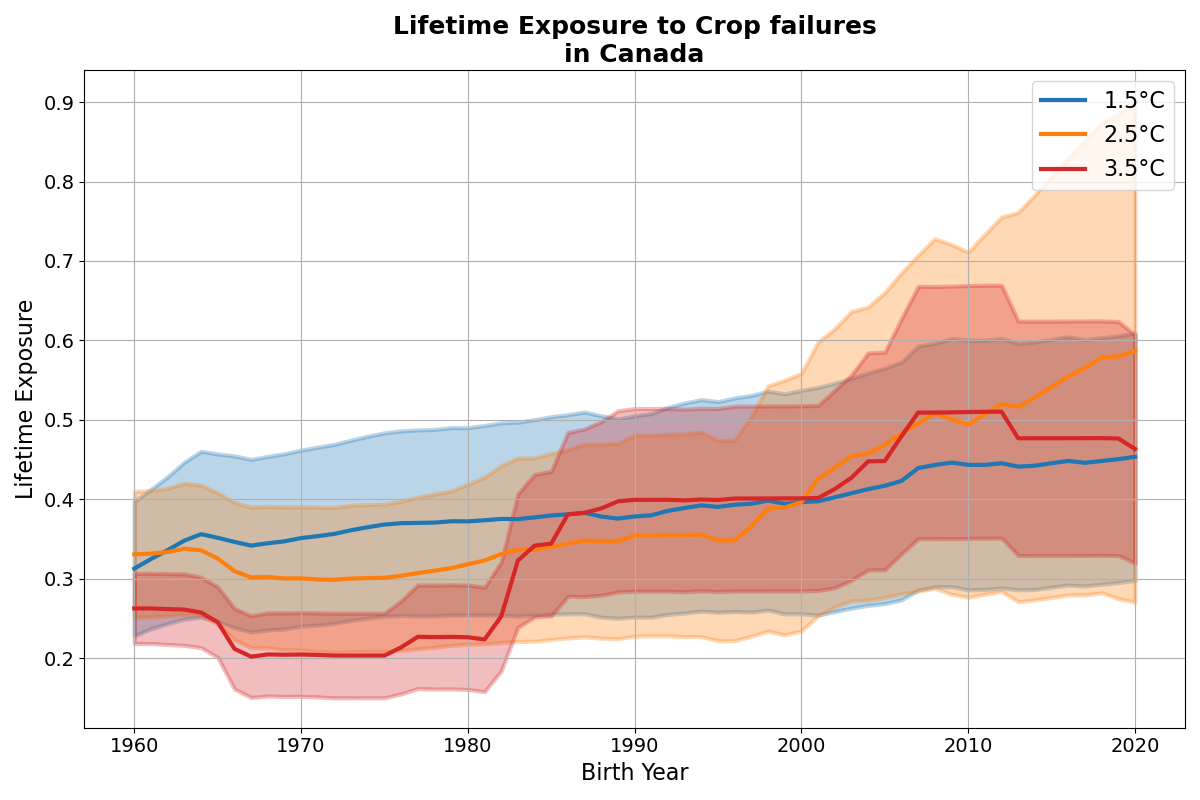 Lifetime Exposure to Crop failures
in Canada
1.5°C
2.5°C
3.5°C
Lifetime Exposure
0.9
0.8
0.7
0.6
0.5
0.4
0.3
0.2
1960 1970 1980 1990 2000 2010 2020
Birth Year